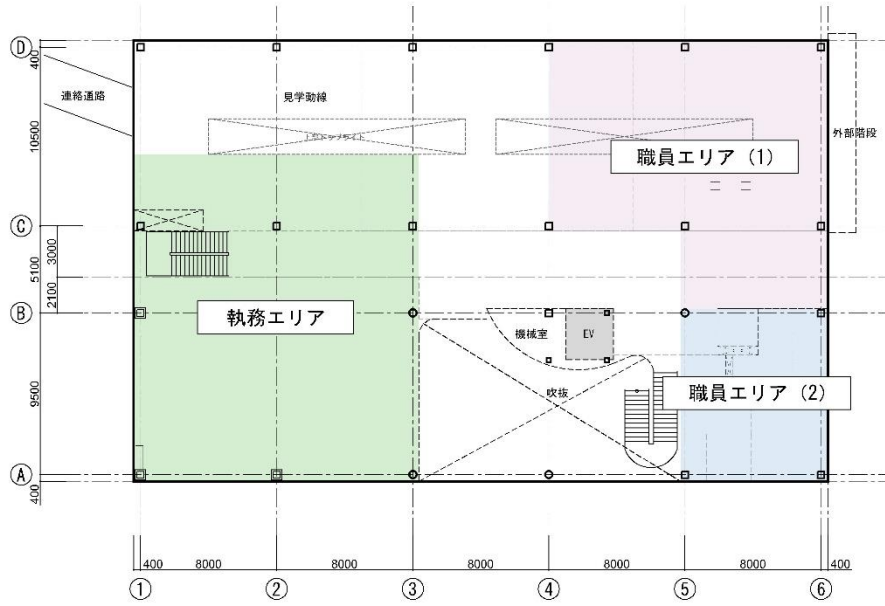 D
400
連絡通路
見学動線
外部階段
10500
職員エリア（1）
C
3000
5100
2100
B
執務エリア
機械室
EV
吹抜
職員エリア（2）
9500
A
400
400
8000
8000
8000
8000
8000
400
①
②
③
④
⑤
⑥